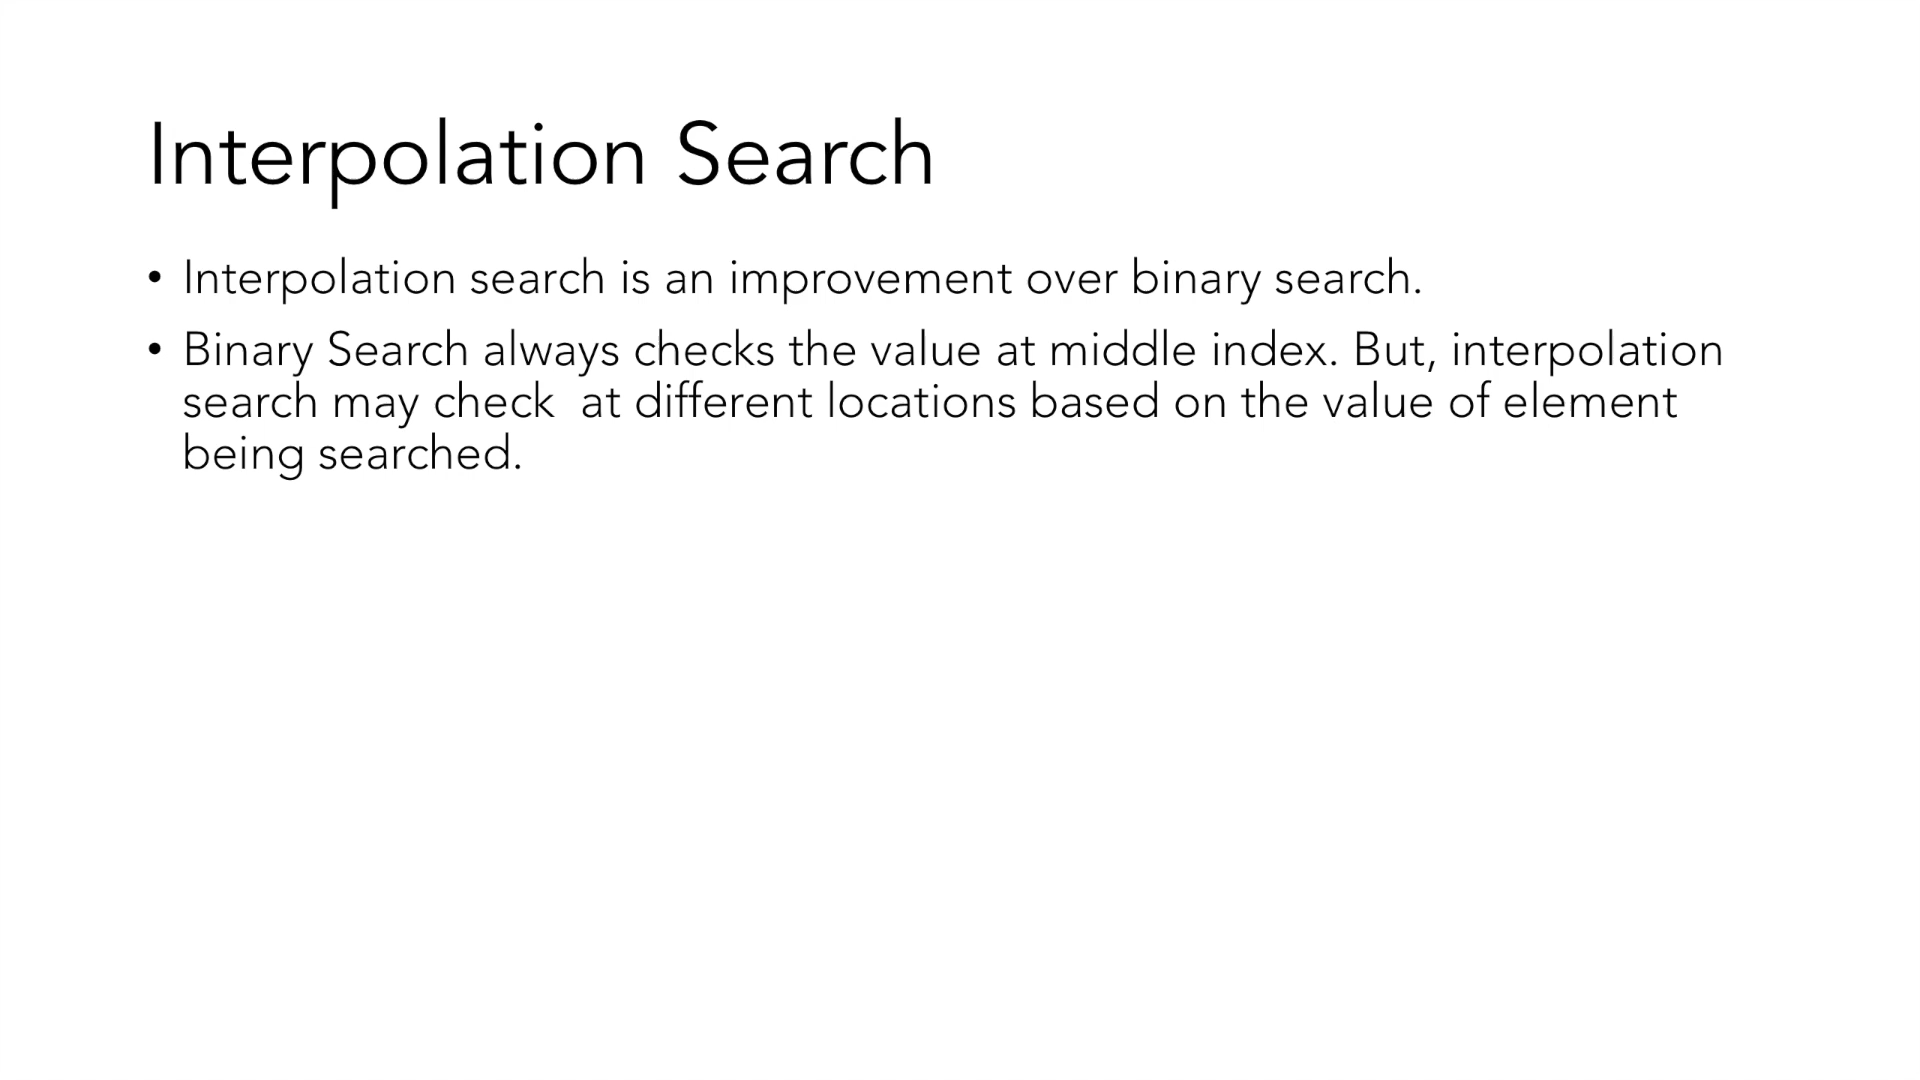 Interpolation Search
• Interpolation search is an improvement over binary search.
• Binary Search always checks the value at middle index. But, interpolation
search may check  at different locations based on the value of element
being searched.